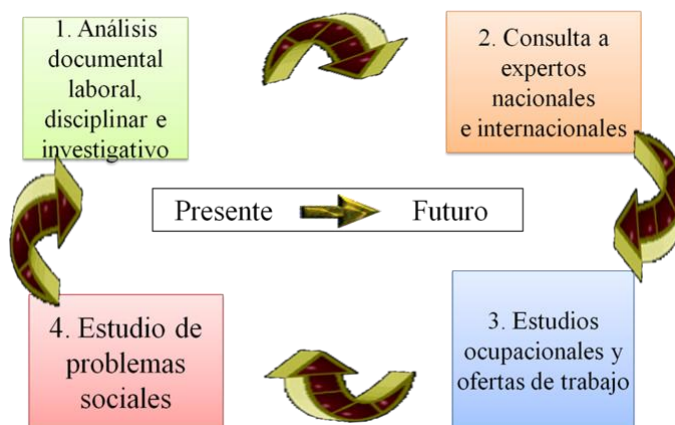 1. Análisis
documental
laboral,
disciplinar e
investigativo
2. Consulta a
expertos
nacionales
e internacionales
Presente
Futuro
4. Estudio de
problemas
sociales
3. Estudios
ocupacionales y
ofertas de trabajo